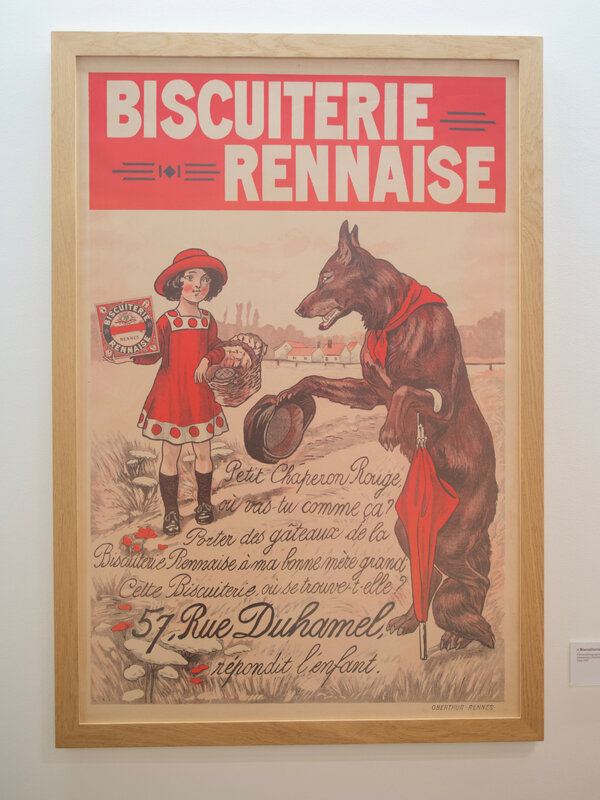 BISCUITERIE
RENNAISE
BISCUITERIE
RENNES
RENNAISE
Petit Chaperon Rouge,
où vas-tu comme ça?
Porter des gâteaux de la
Biscuiterie Rennaise à ma bonne mère grand
Cette Biscuiterie, où se trouve-t-elle?
57, Rue Duhamel,
répondit l'enfant.
OBERTHUR-RENNES